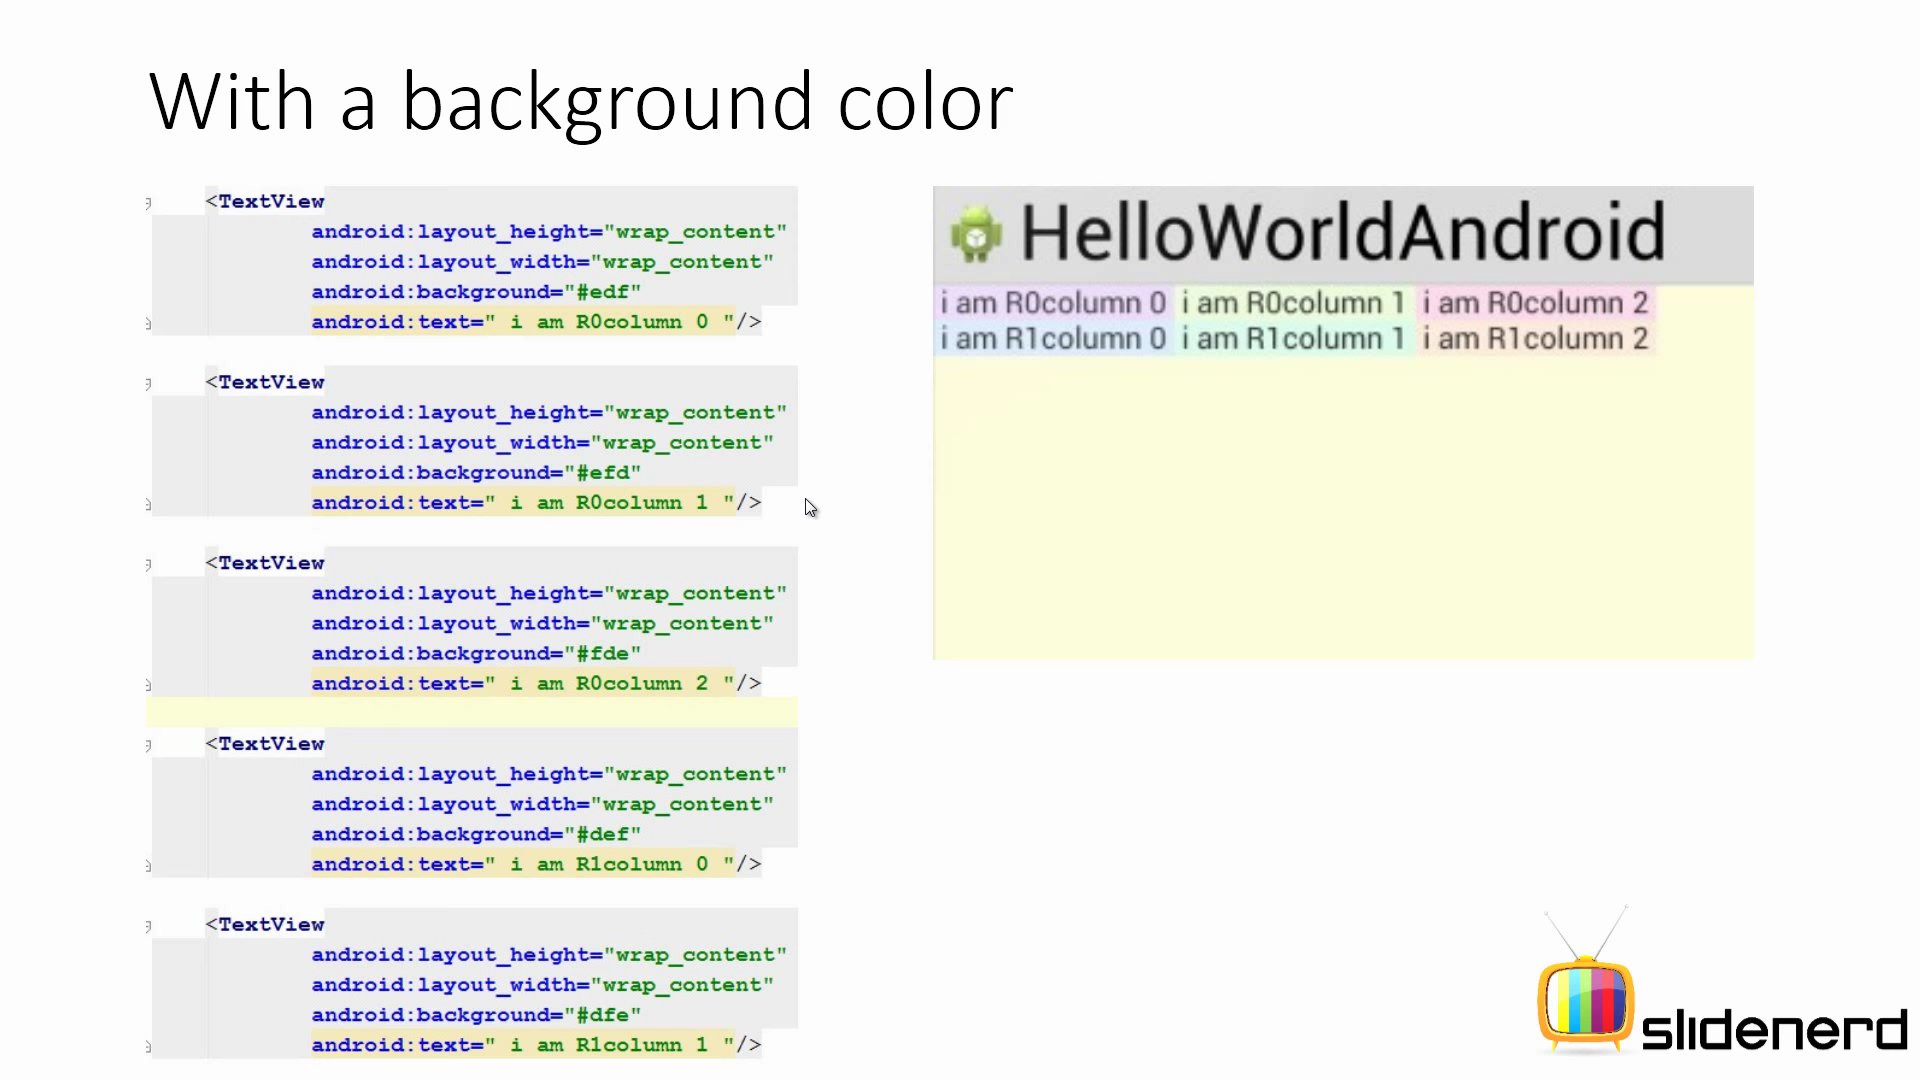 With a background color
<TextView
android:layout_height="wrap_content"
android:layout_width="wrap_content"
android:background="#edf"
android:text=" i am R0column 0 "/>
<TextView
android:layout_height="wrap_content"
android:layout_width="wrap_content"
android:background="#efd"
android:text=" i am R0column 1 "/>
<TextView
android:layout_height="wrap_content"
android:layout_width="wrap_content"
android:background="#fde"
android:text=" i am R0column 2 "/>
<TextView
android:layout_height="wrap_content"
android:layout_width="wrap_content"
android:background="#def"
android:text=" i am R1column 0 "/>
<TextView
android:layout_height="wrap_content"
android:layout_width="wrap_content"
android:background="#dfe"
android:text=" i am R1column 1 "/>
HelloWorldAndroid
i am R0column 0 i am R0column 1 i am R0column 2
i am R1column 0 i am R1column 1 i am R1column 2
slidenerd